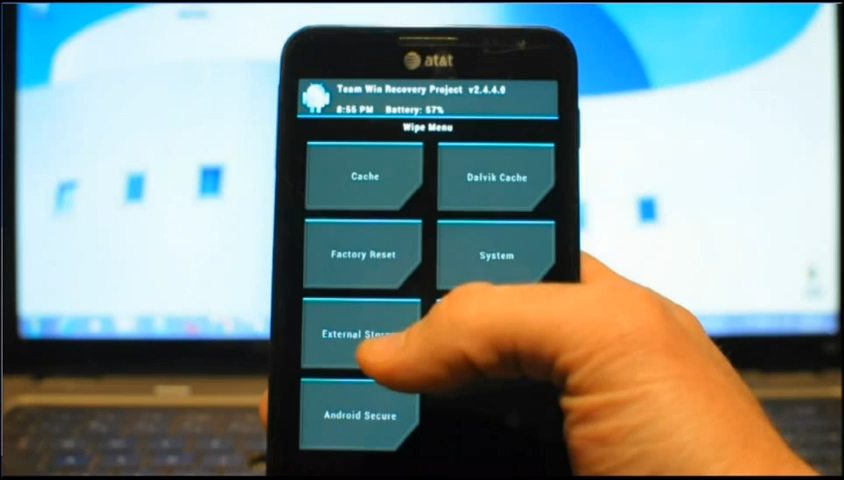 at&t
Team Win Recovery Project v2.4.4.0
8:55 PM Battery: 57%
Wipe Menu
Cache
Dalvik Cache
Factory Reset
System
External
Android Secure